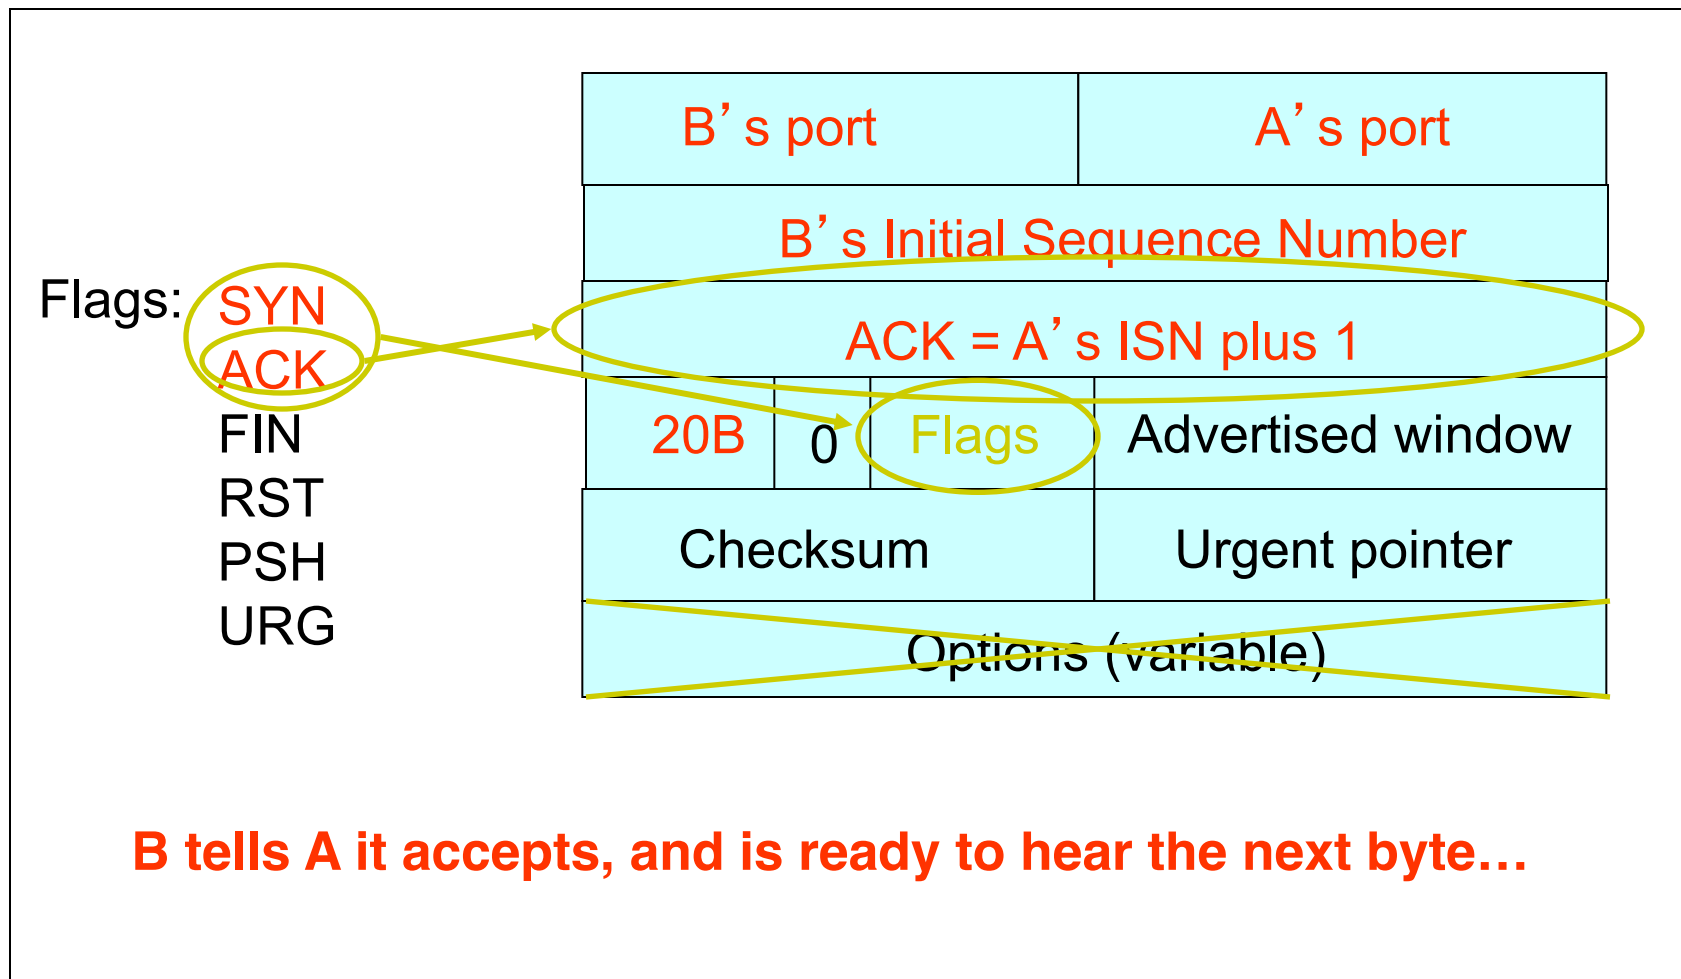 B’s port
A’s port
B’s Initial Sequence Number
Flags:
SYN
ACK = A’s ISN plus 1
ACK
FIN
20B
0
Flags
Advertised window
RST
PSH
Checksum
Urgent pointer
URG
Options (variable)
B tells A it accepts, and is ready to hear the next byte…